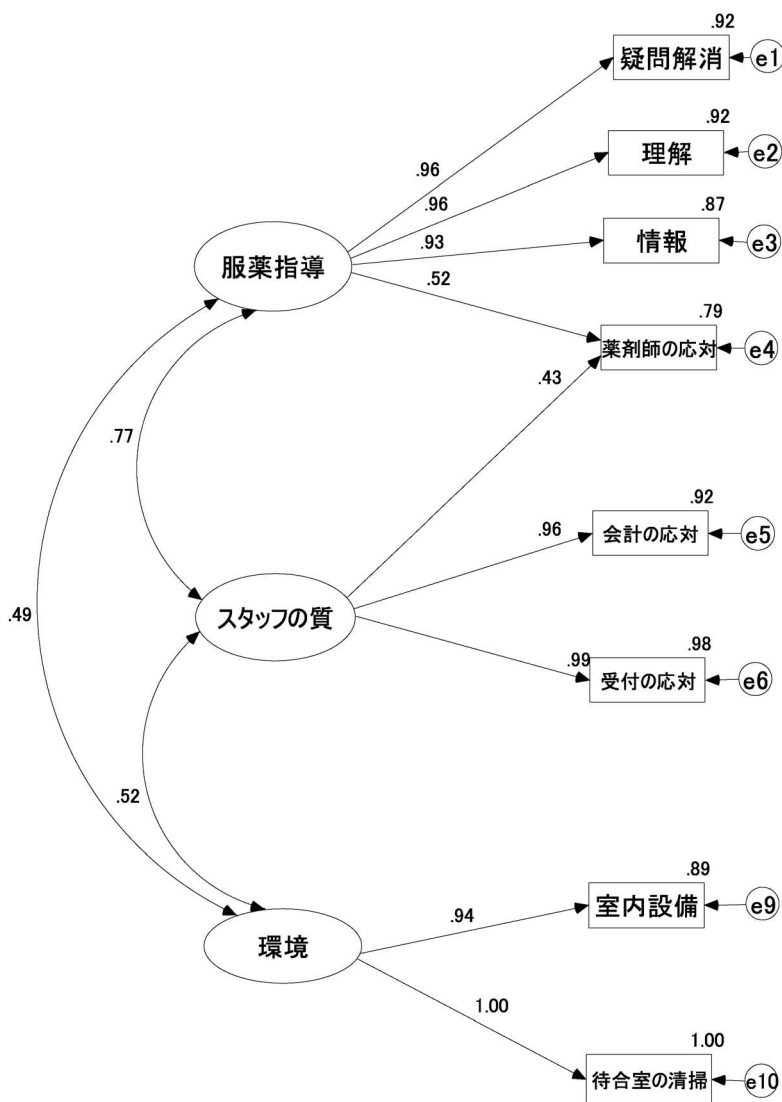 .92
疑問解消
e1
.92
理解
e2
.96
.96
.87
.93
情報
e3
服薬指導
.52
.79
薬剤師の応対
e4
.43
.77
.92
.96
会計の応対
e5
スタッフの質
.49
.98
.99
受付の応対
e6
.52
.89
.94
室内設備
e9
環境
1.00
1.00
待合室の清掃
e10